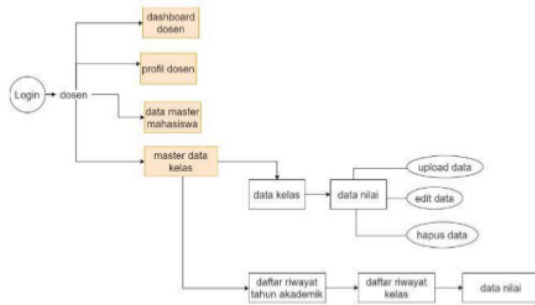 dashboard
dosen
profil dosen
Login
dosen
data master
mahasiswa
master data
kelas
upload data
data kelas
data nilai
edit data
hapus data
daftar riwayat
tahun akademik
daftar riwayat
kelas
data nilai